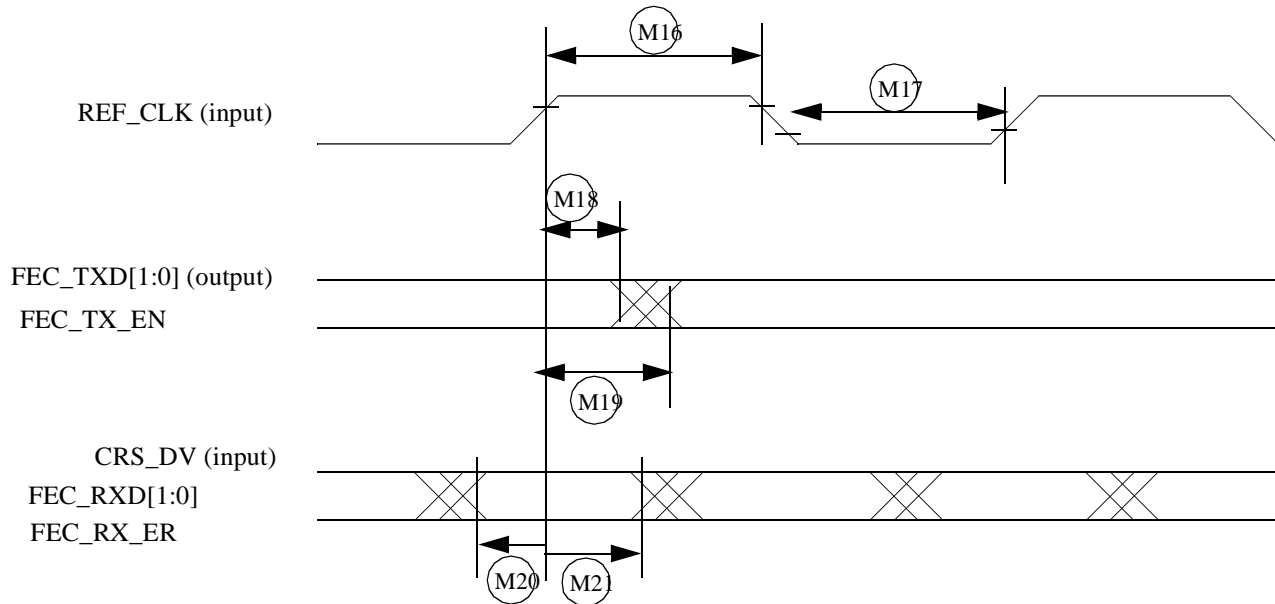 M16
M17
REF_CLK (input)
M18
FEC_TXD[1:0] (output)
FEC_TX_EN
M19
CRS_DV (input)
FEC_RXD[1:0]
FEC_RX_ER
M20
M21